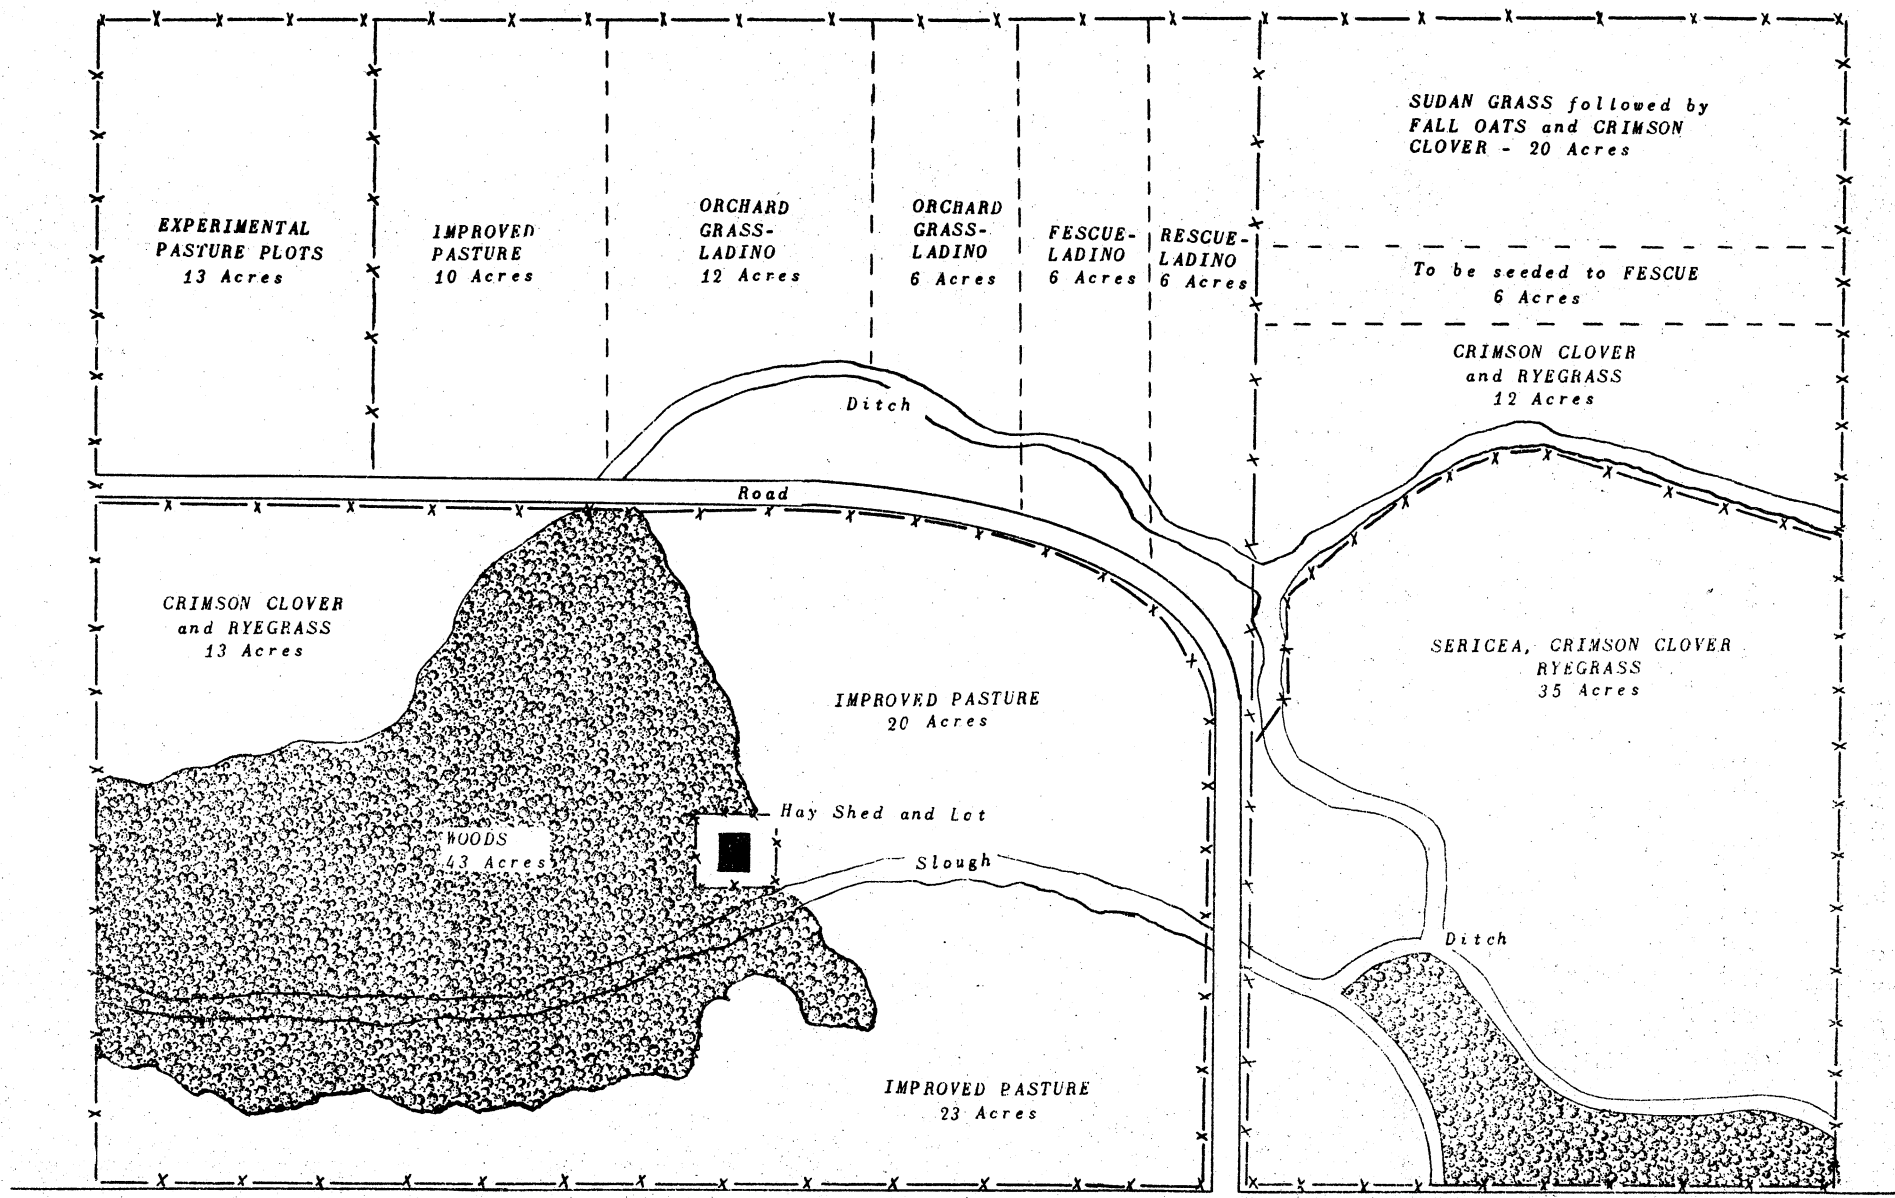 SUDAN GRASS followed by
FALL OATS and CRIMSON
CLOVER - 20 Acres
EXPERIMENTAL
PASTURE PLOTS
13 Acres
IMPROVED
PASTURE
10 Acres
ORCHARD
GRASS-
LADINO
12 Acres
ORCHARD
GRASS-
LADINO
6 Acres
FESCUE-
LADINO
6 Acres
RESCUE-
LADINO
6 Acres
To be seeded to FESCUE
6 Acres
CRIMSON CLOVER
and RYEGRASS
12 Acres
Ditch
Road
CRIMSON CLOVER
and RYEGRASS
13 Acres
SERICEA, CRIMSON CLOVER
RYEGRASS
35 Acres
IMPROVED PASTURE
20 Acres
Hay Shed and Lot
WOODS
43 Acres
Slough
Ditch
IMPROVED PASTURE
23 Acres